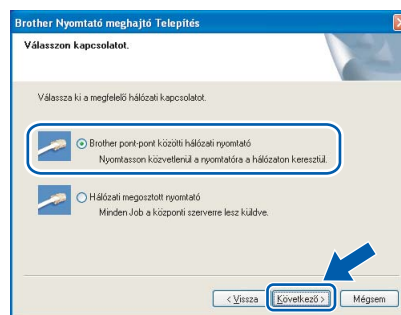 Brother Nyomtató meghajtó Telepítés
Válasszon kapcsolatot.
Válassza ki a megfelelő hálózati kapcsolatot.
Brother pont-pont közötti hálózati nyomtató
Nyomtasson közvetlenül a nyomtatóra a hálózaton keresztül.
Hálózati megosztott nyomtató
Minden Job a központi szerverre lesz küldve.
< Vissza Következő > Mégsem